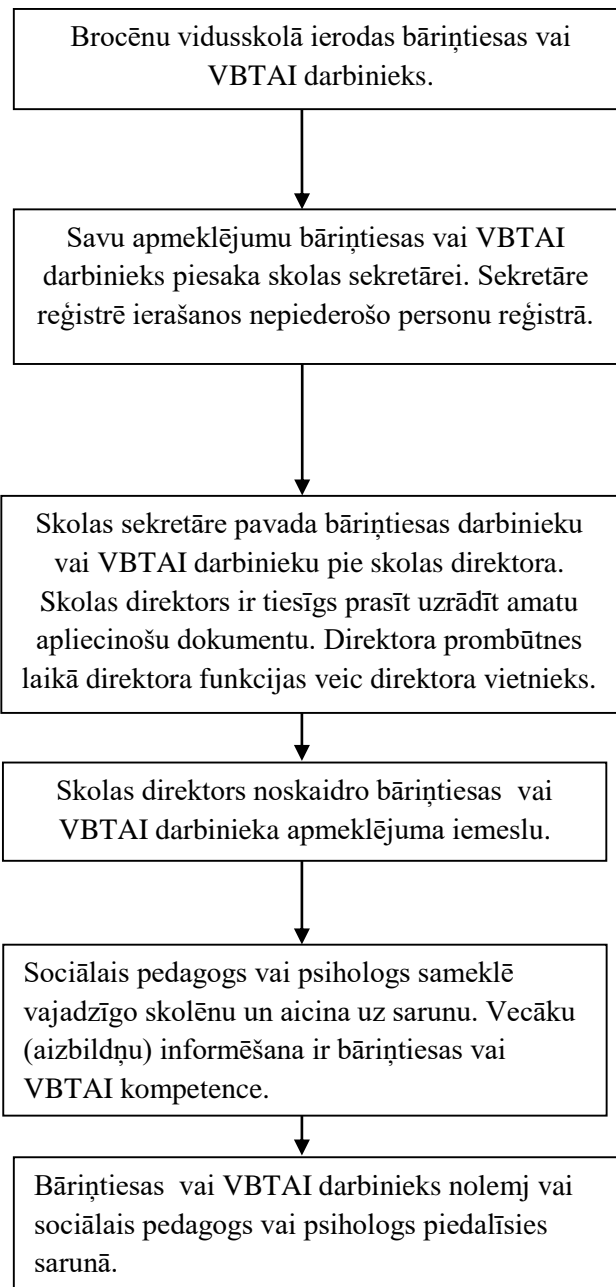 Brocēnu vidusskolā ierodas bāriņtiesas vai
VBTAI darbinieks.
Savu apmeklējumu bāriņtiesas vai VBTAI
darbinieks piesaka skolas sekretārei. Sekretāre
reģistrē ierašanos nepiederošo personu reģistrā.
Skolas sekretāre pavada bāriņtiesas darbinieku
vai VBTAI darbinieku pie skolas direktora.
Skolas direktors ir tiesīgs prasīt uzrādīt amatu
apliecinošu dokumentu. Direktora prombūtnes
laikā direktora funkcijas veic direktora vietnieks.
Skolas direktors noskaidro bāriņtiesas vai
VBTAI darbinieka apmeklējuma iemeslu.
Sociālais pedagogs vai psihologs sameklē
vajadzīgo skolēnu un aicina uz sarunu. Vecāku
(aizbildņu) informēšana ir bāriņtiesas vai
VBTAI kompetence.
Bāriņtiesas vai VBTAI darbinieks nolemj vai
sociālais pedagogs vai psihologs piedalīsies
sarunā.